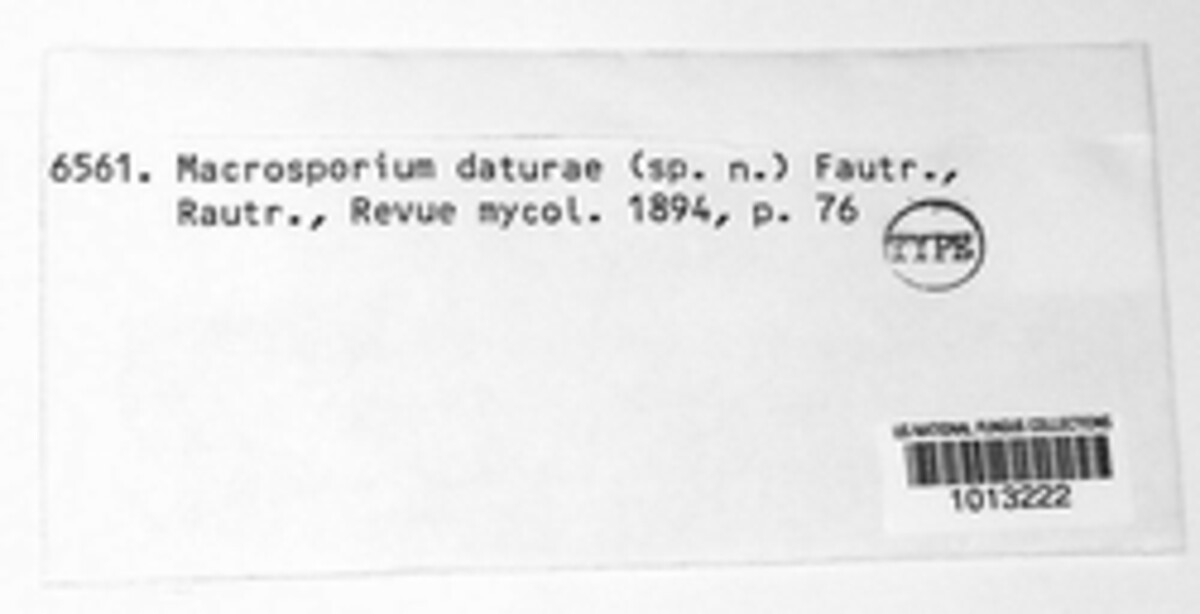 6561. Macrosporium daturae (sp. n.) Fautr.,
Rautr., Revue mycol. 1894, p. 76
TYPE
US NATIONAL FUNGUS COLLECTIONS
1013222